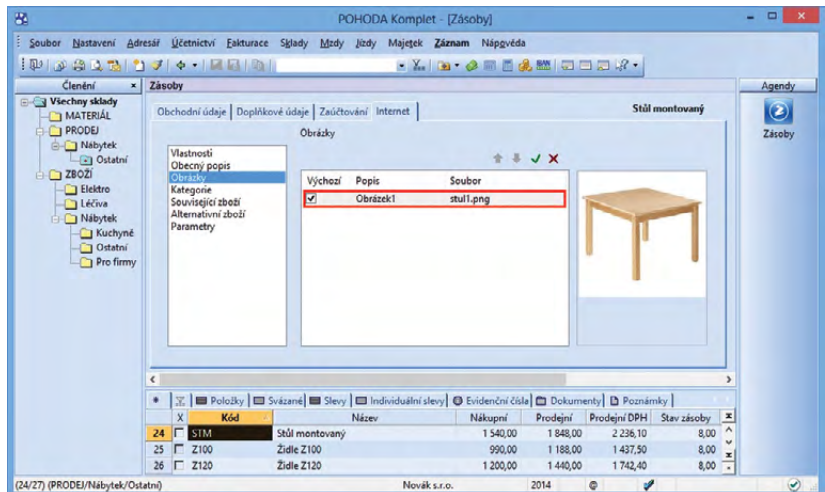 POHODA Komplet - [Zásoby]
Soubor Nastavení Adresář Účetnictví Fakturace Sklady Mzdy Jízdy Majetek Záznam Nápověda
Členění × Zásoby Agendy
Všechny sklady
MATERIÁL
PRODEJ
Nábytek
Ostatní
ZBOŽÍ
Elektro
Léčiva
Nábytek
Kuchyně
Ostatní
Pro firmy
Obchodní údaje Doplňkové údaje Zaúčtování Internet Stůl montovaný
Zásoby
Obrázky
Vlastnosti
Obecný popis
Obrázky
Kategorie
Související zboží
Alternativní zboží
Parametry
Výchozí Popis Soubor
Obrázek1 stul1.png
Položky Svázané Slevy Individuální slevy Evidenční čísla Dokumenty Poznámky
X Kód Název Nákupní Prodejní Prodejní DPH Stav zásoby
24 STM Stůl montovaný 1 540,00 1 848,00 2 236,10 8,00
25 Z100 Židle Z100 990,00 1 188,00 1 437,50 8,00
26 Z120 Židle Z120 1 200,00 1 440,00 1 742,40 8,00
(24/27) (PRODEJ/Nábytek/Ostatní) Novák s.r.o. 2014 @